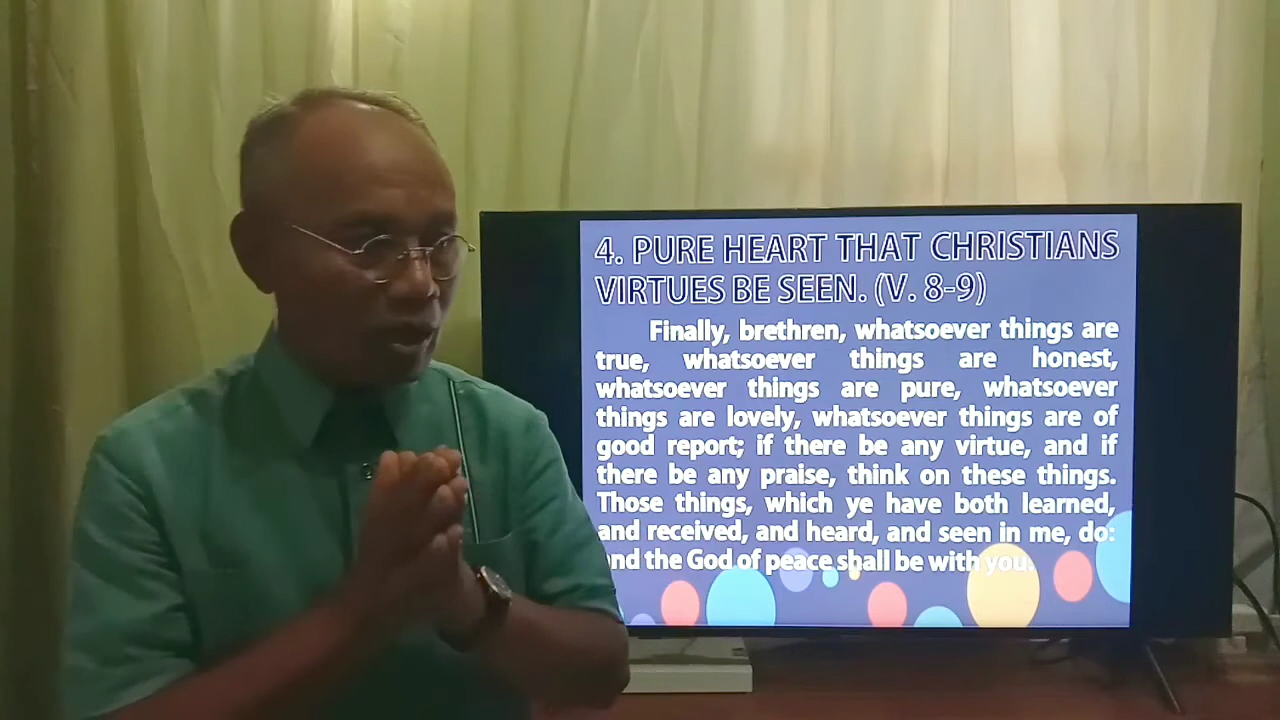 4. PURE HEART THAT CHRISTIANS
VIRTUES BE SEEN. (V. 8-9)
Finally, brethren, whatsoever things are
true, whatsoever things are honest,
whatsoever things are pure, whatsoever
things are lovely, whatsoever things are of
good report; if there be any virtue, and if
there be any praise, think on these things.
Those things, which ye have both learned,
and received, and heard, and seen in me, do:
and the God of peace shall be with you.